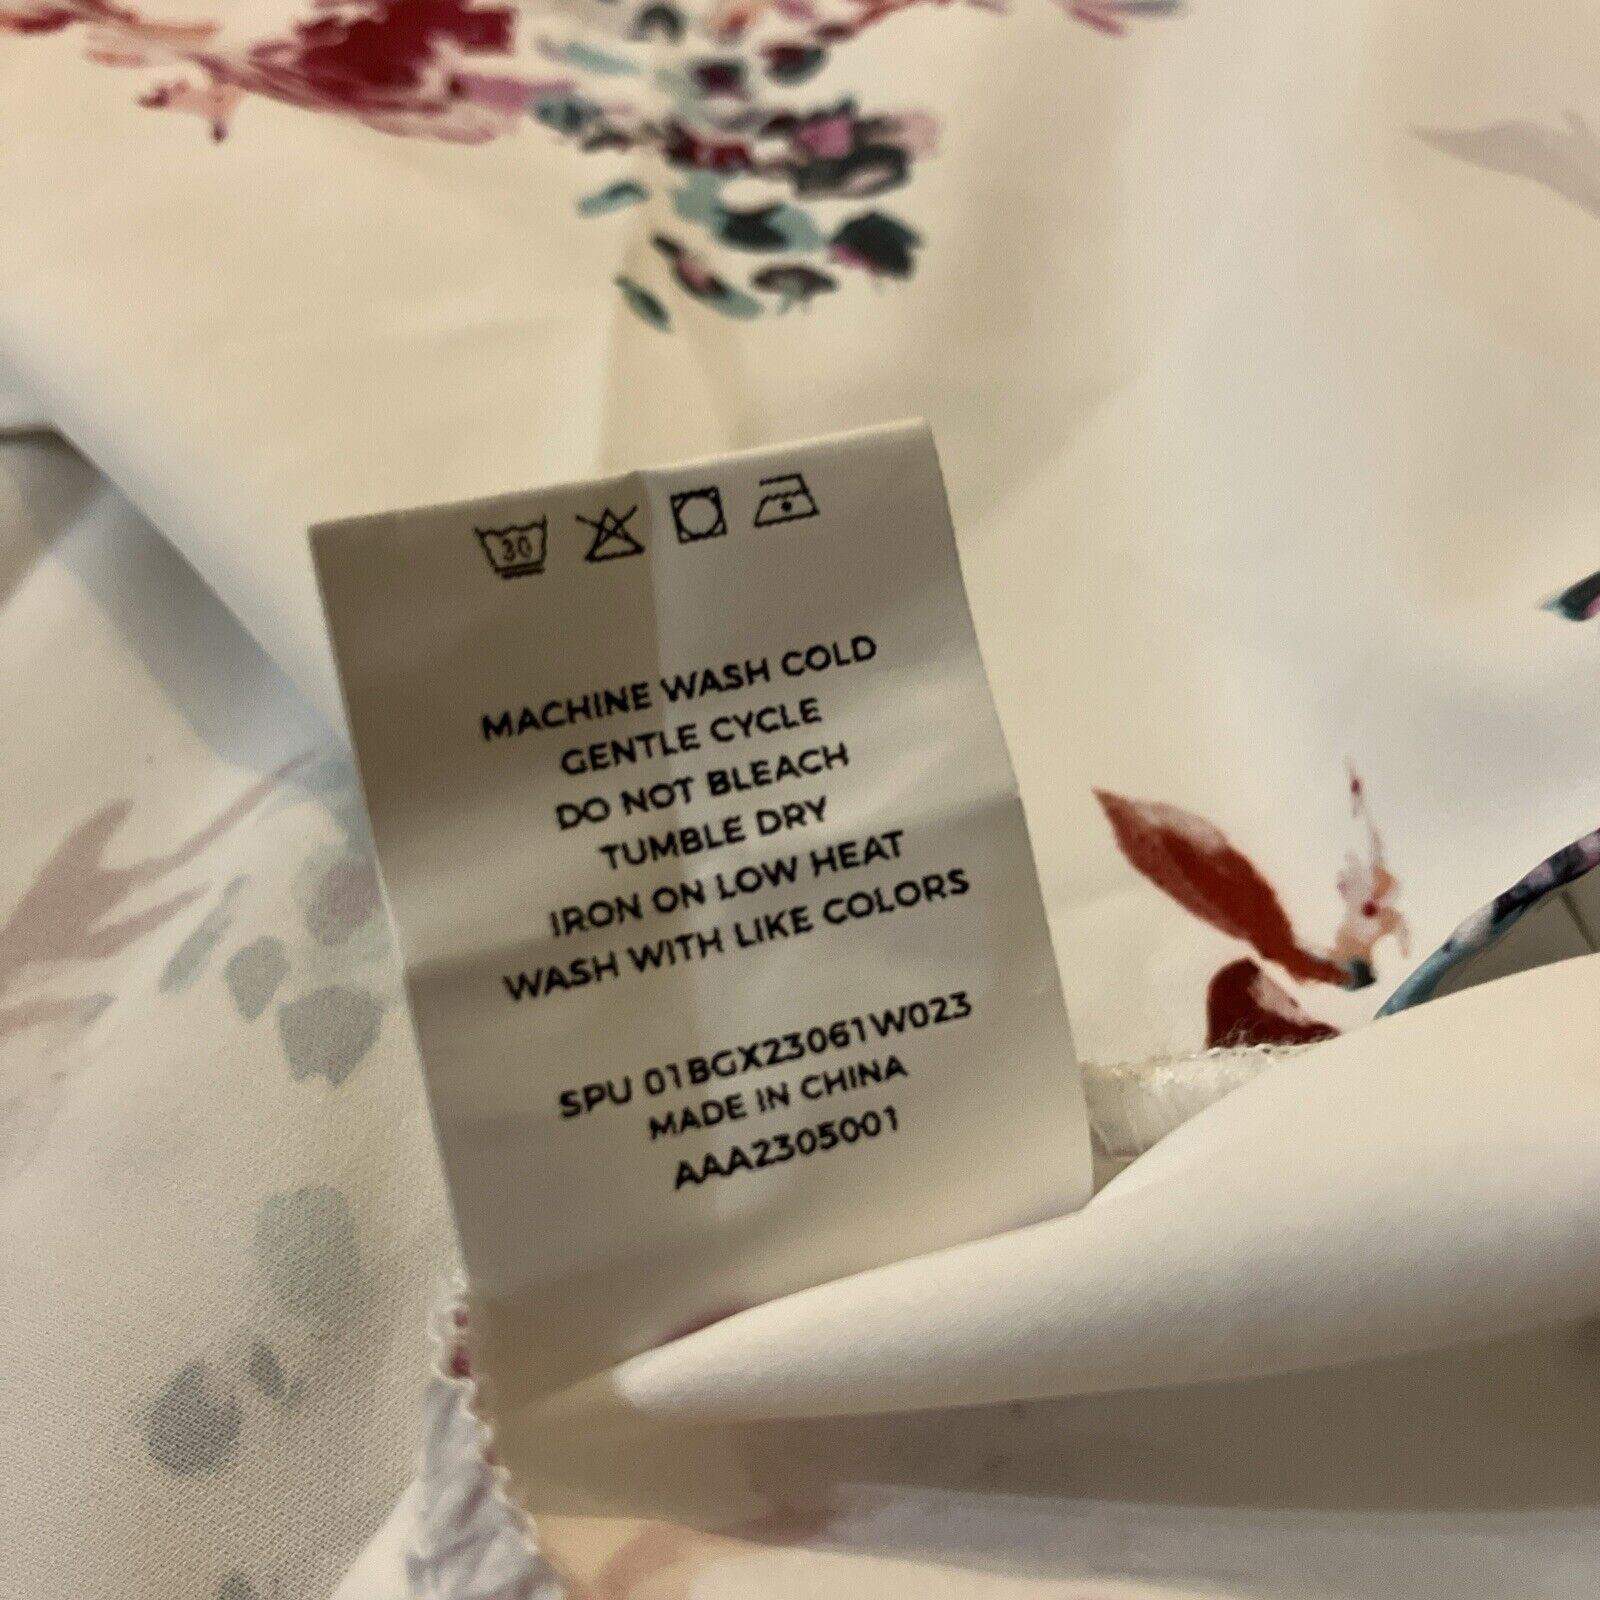 30
MACHINE WASH COLD
GENTLE CYCLE
DO NOT BLEACH
TUMBLE DRY
IRON ON LOW HEAT
WASH WITH LIKE COLORS
SPU 01BGX23061W023
MADE IN CHINA
AAA2305001